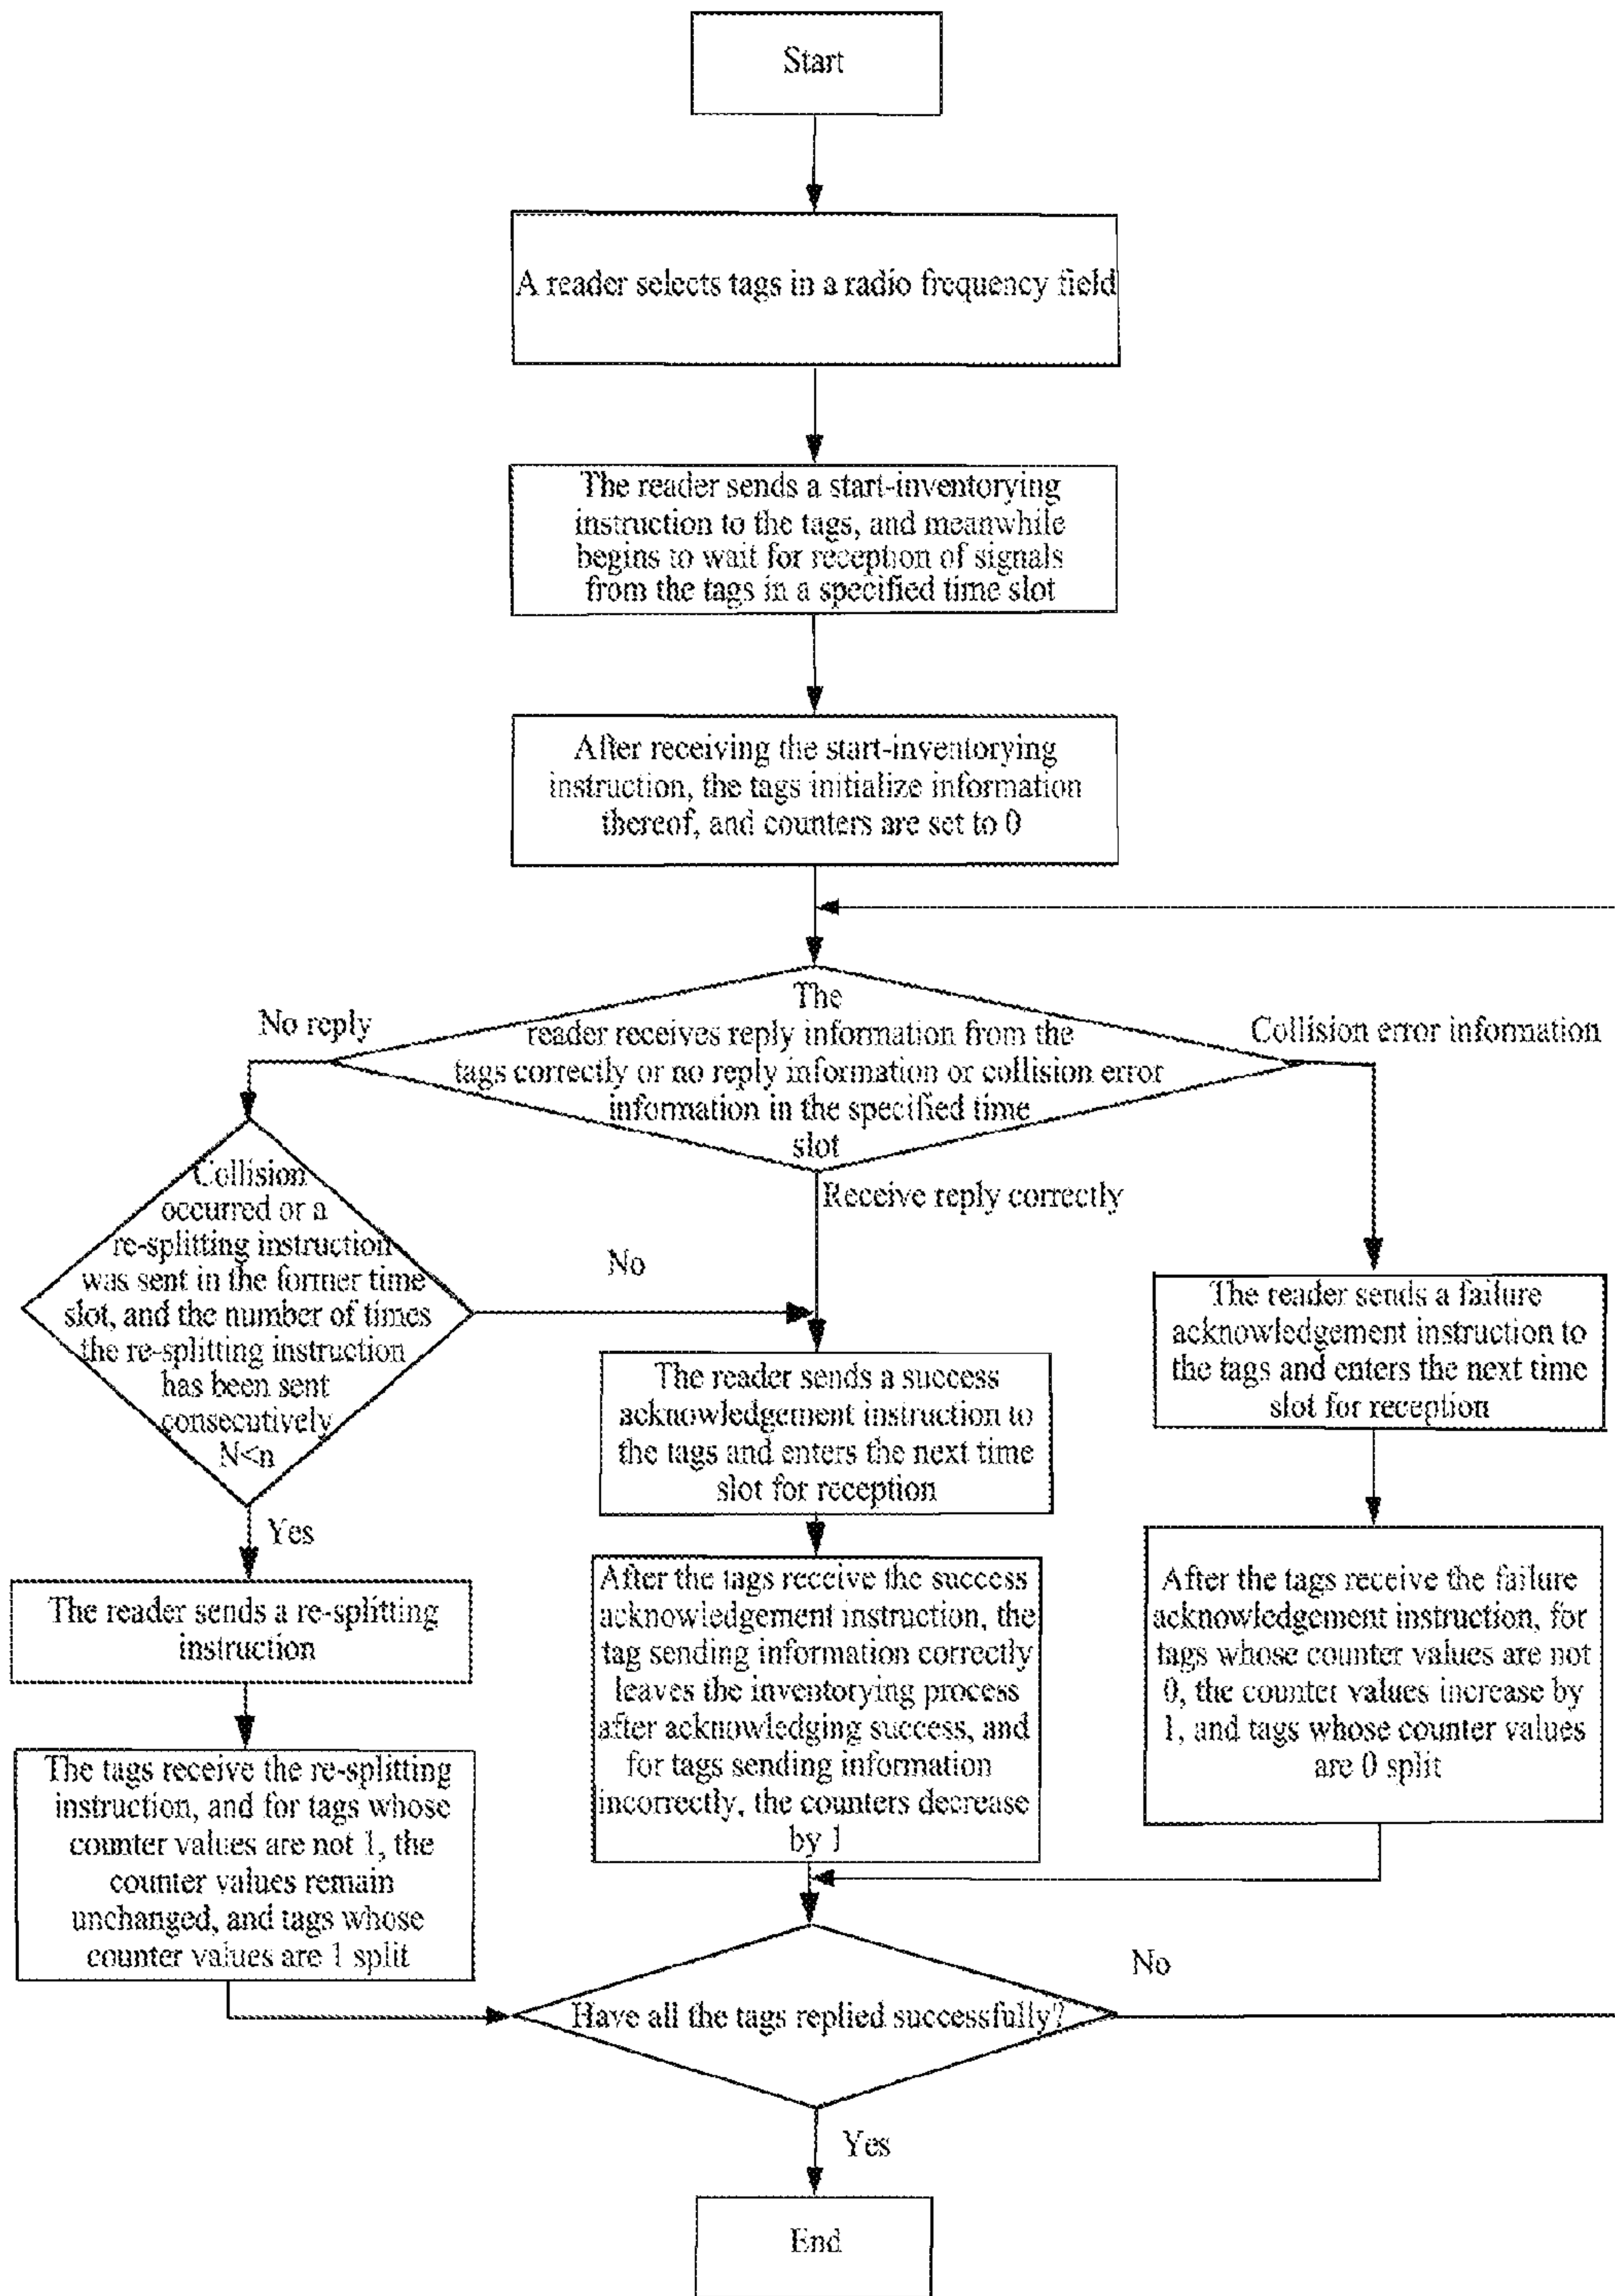 Start
A reader selects tags in a radio frequency field
The reader sends a start-inventorying
instruction to the tags, and meanwhile
begins to wait for reception of signals
from the tags in a specified time slot
After receiving the start-inventorying
instruction, the tags initialize information
thereof, and counters are set to 0
The
reader receives reply information from the
tags correctly or no reply information or collision error
information in the specified time
slot
No reply
Collision error information
Receive reply correctly
Collision
occurred or a
re-splitting instruction
was sent in the former time
slot, and the number of times
the re-splitting instruction
has been sent
consecutively
N<n
No
Yes
The reader sends a success
acknowledgement instruction to
the tags and enters the next time
slot for reception
The reader sends a failure
acknowledgement instruction to
the tags and enters the next time
slot for reception
The reader sends a re-splitting
instruction
After the tags receive the success
acknowledgement instruction, the
tag sending information correctly
leaves the inventorying process
after acknowledging success, and
for tags sending information
incorrectly, the counters decrease
by 1
After the tags receive the failure
acknowledgement instruction, for
tags whose counter values are not
0, the counter values increase by
1, and tags whose counter values
are 0 split
The tags receive the re-splitting
instruction, and for tags whose
counter values are not 1, the
counter values remain
unchanged, and tags whose
counter values are 1 split
Have all the tags replied successfully?
No
Yes
End